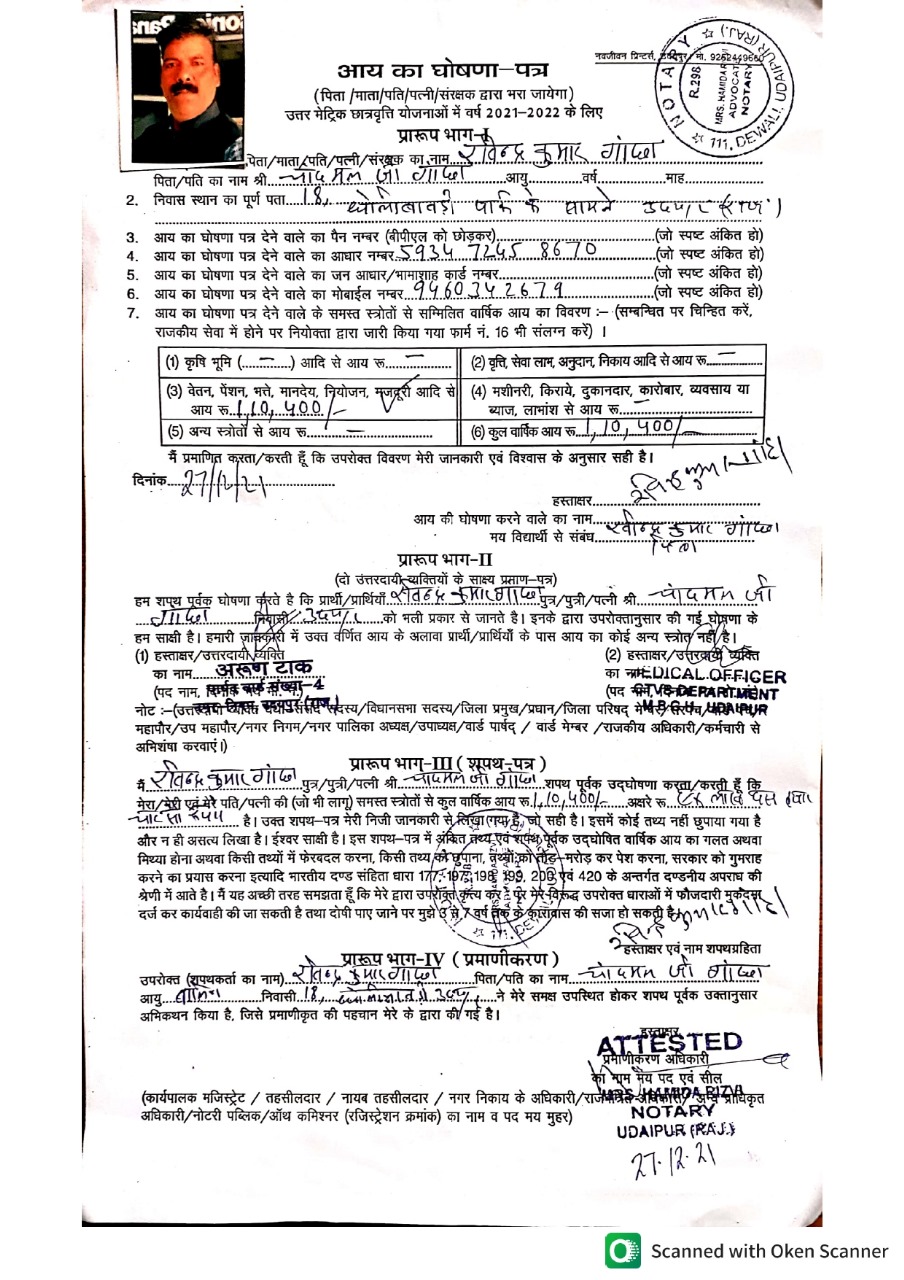 नवजीवन प्रिन्टर्स, उदयपुर मो. 9262449660
NOTARY
R.298
MRS. HAMIDA
ADVOCAT
NOTARY
111, DEWALI, UDAIPUR (RAJ.)
आय का घोषणा–पत्र
(पिता /माता/पति/पत्नी/संरक्षक द्वारा भरा जायेगा)
उत्तर मेट्रिक छात्रवृत्ति योजनाओं में वर्ष 2021–2022 के लिए
प्रारूप भाग-I
पिता/माता/पति/पत्नी/संरक्षक का नाम रविन्द्र कुमार गांछा
पिता/पति का नाम श्री चांदमल जी गांछा आयु वर्ष माह
2. निवास स्थान का पूर्ण पता 18, पार्क के सामने उदयपुर (राज.)
3. आय का घोषणा पत्र देने वाले का पैन नम्बर (बीपीएल को छोड़कर) (जो स्पष्ट अंकित हो)
4. आय का घोषणा पत्र देने वाले का आधार नम्बर 5934 7245 8670 (जो स्पष्ट अंकित हो)
5. आय का घोषणा पत्र देने वाले का जन आधार/भामाशाह कार्ड नम्बर (जो स्पष्ट अंकित हो)
6. आय का घोषणा पत्र देने वाले का मोबाईल नम्बर 9460342679 (जो स्पष्ट अंकित हो)
7. आय का घोषणा पत्र देने वाले के समस्त स्त्रोतों से सम्मिलित वार्षिक आय का विवरण :– (सम्बन्धित पर चिन्हित करें,
राजकीय सेवा में होने पर नियोक्ता द्वारा जारी किया गया फार्म नं. 16 भी संलग्न करें) ।
(1) कृषि भूमि (–) आदि से आय रू. – (2) वृत्ति, सेवा लाभ, अनुदान, निकाय आदि से आय रू. –
(3) वेतन, पेंशन, भत्ते, मानदेय, नियोजन, मजदूरी आदि से (4) मशीनरी, किराये, दुकानदार, कारोबार, व्यवसाय या
आय रू. 1,10,400/– ब्याज, लाभांश से आय रू. –
(5) अन्य स्त्रोतों से आय रू. – (6) कुल वार्षिक आय रू. 1,10,400/–
मैं प्रमाणित करता/करती हूँ कि उपरोक्त विवरण मेरी जानकारी एवं विश्वास के अनुसार सही है।
दिनांक 27/12/21
हस्ताक्षर
आय की घोषणा करने वाले का नाम रविन्द्र कुमार गांछा
मय विद्यार्थी से संबंध पिता
प्रारूप भाग-II
(दो उत्तरदायी व्यक्तियों के साक्ष्य प्रमाण-पत्र)
हम शपथ पूर्वक घोषणा करते है कि प्रार्थी/प्रार्थियों रविन्द्र कुमार गांछा पुत्र/पुत्री/पत्नी श्री चांदमल जी
गांछा निवासी उदयपुर को भली प्रकार से जानते है। इनके द्वारा उपरोक्तानुसार की गई घोषणा के
हम साक्षी है। हमारी जानकारी में उक्त वर्णित आय के अलावा प्रार्थी/प्रार्थियों के पास आय का कोई अन्य स्त्रोत नहीं है।
(1) हस्ताक्षर/उत्तरदायी व्यक्ति (2) हस्ताक्षर/उत्तरदायी व्यक्ति
का नाम अरूण टाक का नाम MEDICAL OFFICER
(पद नाम, पार्षद वार्ड संख्या–4 (पद CTVS DEPARTMENT
M.B.G.H. UDAIPUR
नोट :–(उत्तरदायी सदस्य/विधानसभा सदस्य/जिला प्रमुख/प्रधान/जिला परिषद् मेम्बर/सरपंच
महापौर/उप महापौर/नगर निगम/नगर पालिका अध्यक्ष/उपाध्यक्ष/वार्ड पार्षद / वार्ड मेम्बर /राजकीय अधिकारी/कर्मचारी से
अभिशंषा करवाएं।)
प्रारूप भाग-III ( शपथ-पत्र )
मैं रविन्द्र कुमार गांछा पुत्र/पुत्री/पत्नी श्री चांदमल जी गांछा शपथ पूर्वक उद्घोषणा करता/करती हूँ कि
मेरा/मेरी एवं मेरे पति/पत्नी की (जो भी लागू) समस्त स्त्रोतों से कुल वार्षिक आय रू. 1,10,400/– अक्षरे रू. एक लाख दस हजार
चार सौ रूपये है। उक्त शपथ-पत्र मेरी निजी जानकारी से लिखा गया है, जो सही है। इसमें कोई तथ्य नहीं छुपाया गया है
और न ही असत्य लिखा है। ईश्वर साक्षी है। इस शपथ-पत्र में अंकित तथ्य एवं शपथ पूर्वक उद्घोषित वार्षिक आय का गलत अथवा
मिथ्या होना अथवा किसी तथ्यों में फेरबदल करना, किसी तथ्य को छुपाना, तथ्यों को तोड़–मरोड़ कर पेश करना, सरकार को गुमराह
करने का प्रयास करना इत्यादि भारतीय दण्ड संहिता धारा 177, 197, 198, 199, 200 एवं 420 के अन्तर्गत दण्डनीय अपराध की
श्रेणी में आते है। मैं यह अच्छी तरह समझता हूँ कि मेरे द्वारा उपरोक्त कृत्य करने पर मेरे विरूद्ध उपरोक्त धाराओं में फौजदारी मुकदमा
दर्ज कर कार्यवाही की जा सकती है तथा दोषी पाए जाने पर मुझे 3 से 7 वर्ष तक के कारावास की सजा हो सकती है।
हस्ताक्षर एवं नाम शपथग्रहिता
प्रारूप भाग-IV ( प्रमाणीकरण )
उपरोक्त (शपथकर्ता का नाम) रविन्द्र कुमार गांछा पिता/पति का नाम चांदमल जी गांछा
आयु बालिग निवासी 18, उदयपुर ने मेरे समक्ष उपस्थित होकर शपथ पूर्वक उक्तानुसार
अभिकथन किया है, जिसे प्रमाणीकृत की पहचान मेरे के द्वारा की गई है।
हस्ताक्षर
ATTESTED
प्रमाणीकरण अधिकारी
का नाम मय पद एवं सील
MRS. HAMIDA RIZVI
(कार्यपालक मजिस्ट्रेट / तहसीलदार / नायब तहसीलदार / नगर निकाय के अधिकारी/राजपत्रित अधिकारी/ अन्य प्राधिकृत
अधिकारी/नोटरी पब्लिक/ऑथ कमिश्नर (रजिस्ट्रेशन क्रमांक) का नाम व पद मय मुहर)
NOTARY
UDAIPUR (RAJ.)
27.12.21
Scanned with Oken Scanner